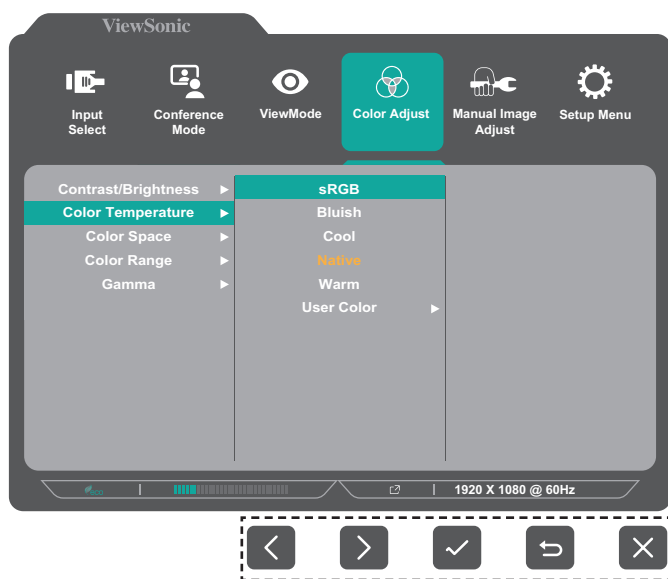 ViewSonic
Input
Select
Conference
Mode
ViewMode
Color Adjust
Manual Image
Adjust
Setup Menu
Contrast/Brightness
Color Temperature
Color Space
Color Range
Gamma
sRGB
Bluish
Cool
Native
Warm
User Color
eco
1920 X 1080 @ 60Hz